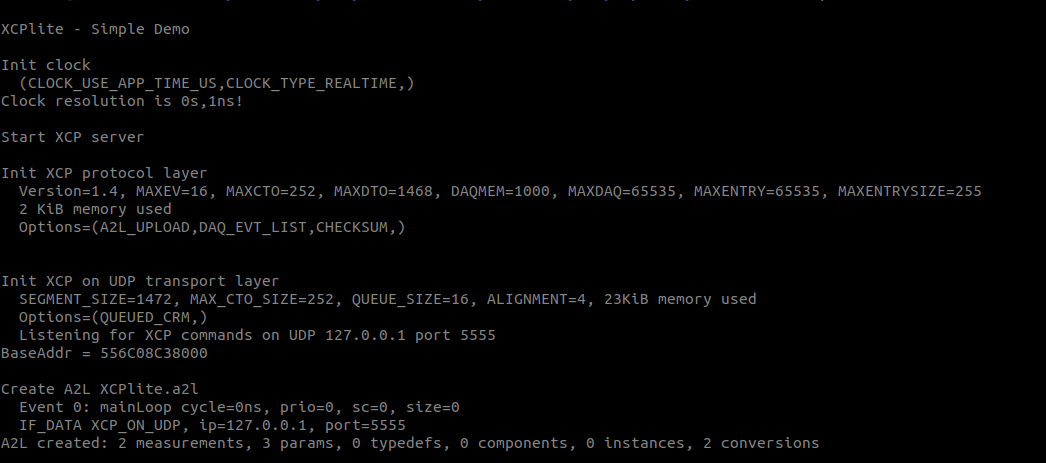 XCPlite - Simple Demo
Init clock
(CLOCK_USE_APP_TIME_US,CLOCK_TYPE_REALTIME,)
Clock resolution is 0s,1ns!
Start XCP server
Init XCP protocol layer
Version=1.4, MAXEV=16, MAXCTO=252, MAXDTO=1468, DAQMEM=1000, MAXDAQ=65535, MAXENTRY=65535, MAXENTRYSIZE=255
2 KiB memory used
Options=(A2L_UPLOAD,DAQ_EVT_LIST,CHECKSUM,)
Init XCP on UDP transport layer
SEGMENT_SIZE=1472, MAX_CTO_SIZE=252, QUEUE_SIZE=16, ALIGNMENT=4, 23KiB memory used
Options=(QUEUED_CRM,)
Listening for XCP commands on UDP 127.0.0.1 port 5555
BaseAddr = 556C08C38000
Create A2L XCPlite.a2l
Event 0: mainLoop cycle=0ns, prio=0, sc=0, size=0
IF_DATA XCP_ON_UDP, ip=127.0.0.1, port=5555
A2L created: 2 measurements, 3 params, 0 typedefs, 0 components, 0 instances, 2 conversions